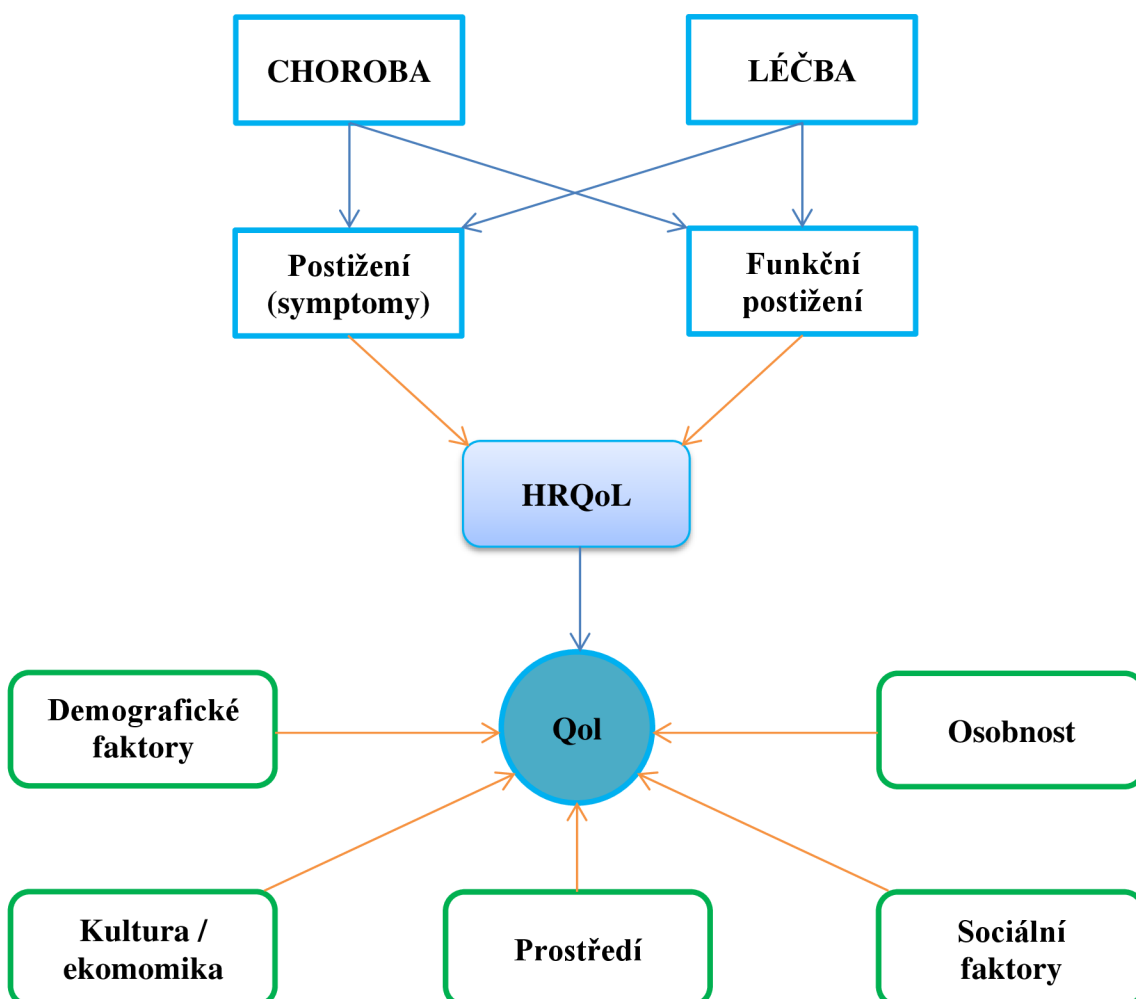 CHOROBA
LÉČBA
Postižení
(symptomy)
Funkční
postižení
HRQoL
Demografické
faktory
Qol
Osobnost
Kultura /
ekomomika
Prostředí
Sociální
faktory